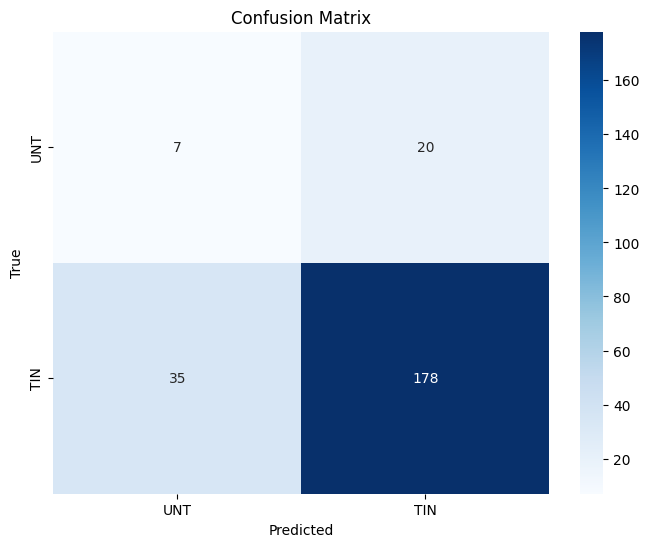 Confusion Matrix
UNT
7
20
TIN
35
178
True
UNT
TIN
Predicted
160
140
120
100
80
60
40
20